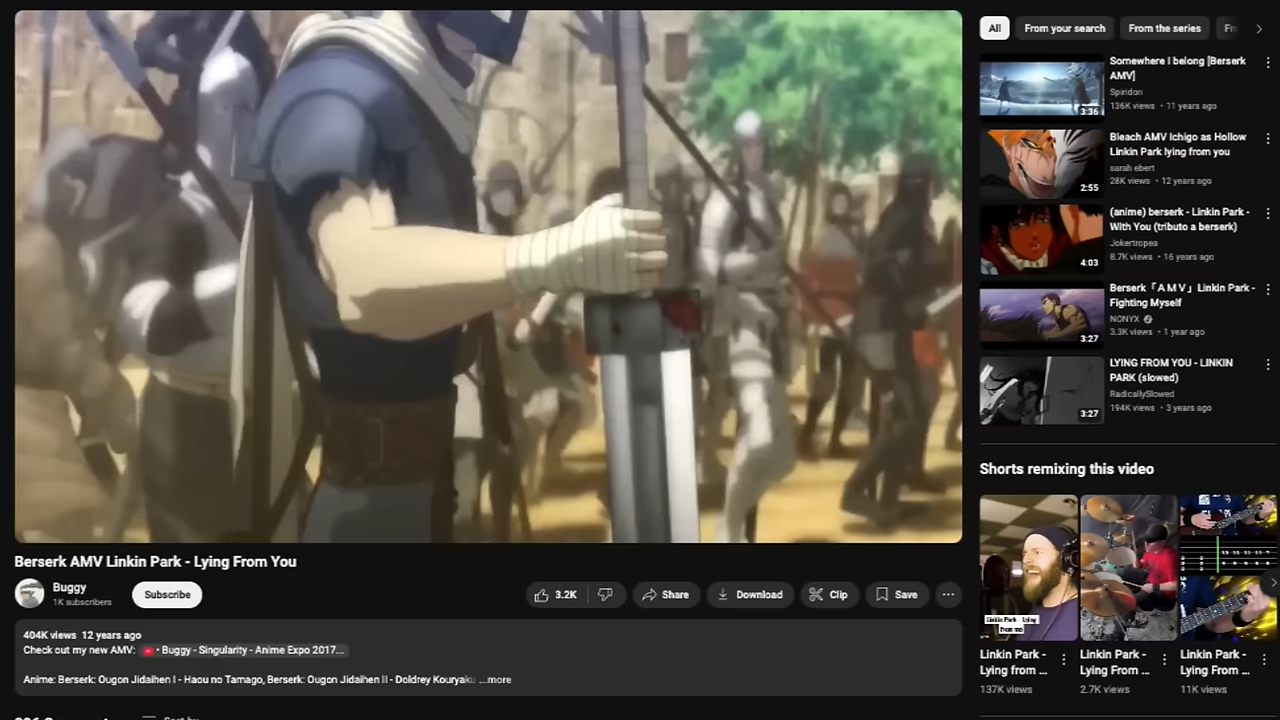 Berserk AMV Linkin Park - Lying From You
Buggy
1K subscribers
Subscribe
3.2K
Share
Download
Clip
Save
404K views 12 years ago
Check out my new AMV:
• Buggy - Singularity - Anime Expo 2017...
Anime: Berserk: Ougon Jidaihen I - Haou no Tamago, Berserk: Ougon Jidaihen II - Doldrey Kouryaku ...more
All
From your search
From the series
Somewhere I belong [Berserk
AMV]
Spiridon
136K views • 11 years ago
3:36
Bleach AMV Ichigo as Hollow
Linkin Park lying from you
sarah ebert
28K views • 12 years ago
2:55
(anime) berserk - Linkin Park -
With You (tributo a berserk)
Jokertropea
8.7K views • 16 years ago
4:03
Berserk「ＡＭＶ」Linkin Park -
Fighting Myself
NONYX
3.3K views • 1 year ago
3:27
LYING FROM YOU - LINKIN
PARK (slowed)
RadicallySlowed
194K views • 3 years ago
3:27
Shorts remixing this video
Linkin Park -
Lying from ...
137K views
Linkin Park -
Lying From ...
2.7K views
Linkin Park -
Lying From ...
11K views